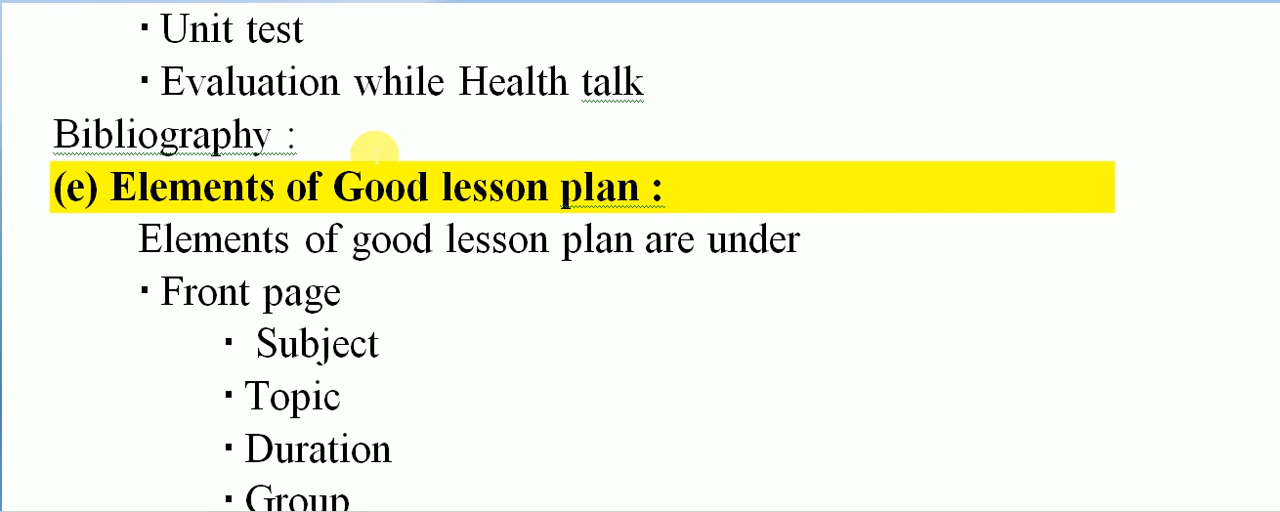 ▪ Unit test
▪ Evaluation while Health talk
Bibliography :
(e) Elements of Good lesson plan :
Elements of good lesson plan are under
▪ Front page
▪ Subject
▪ Topic
▪ Duration
▪ Group